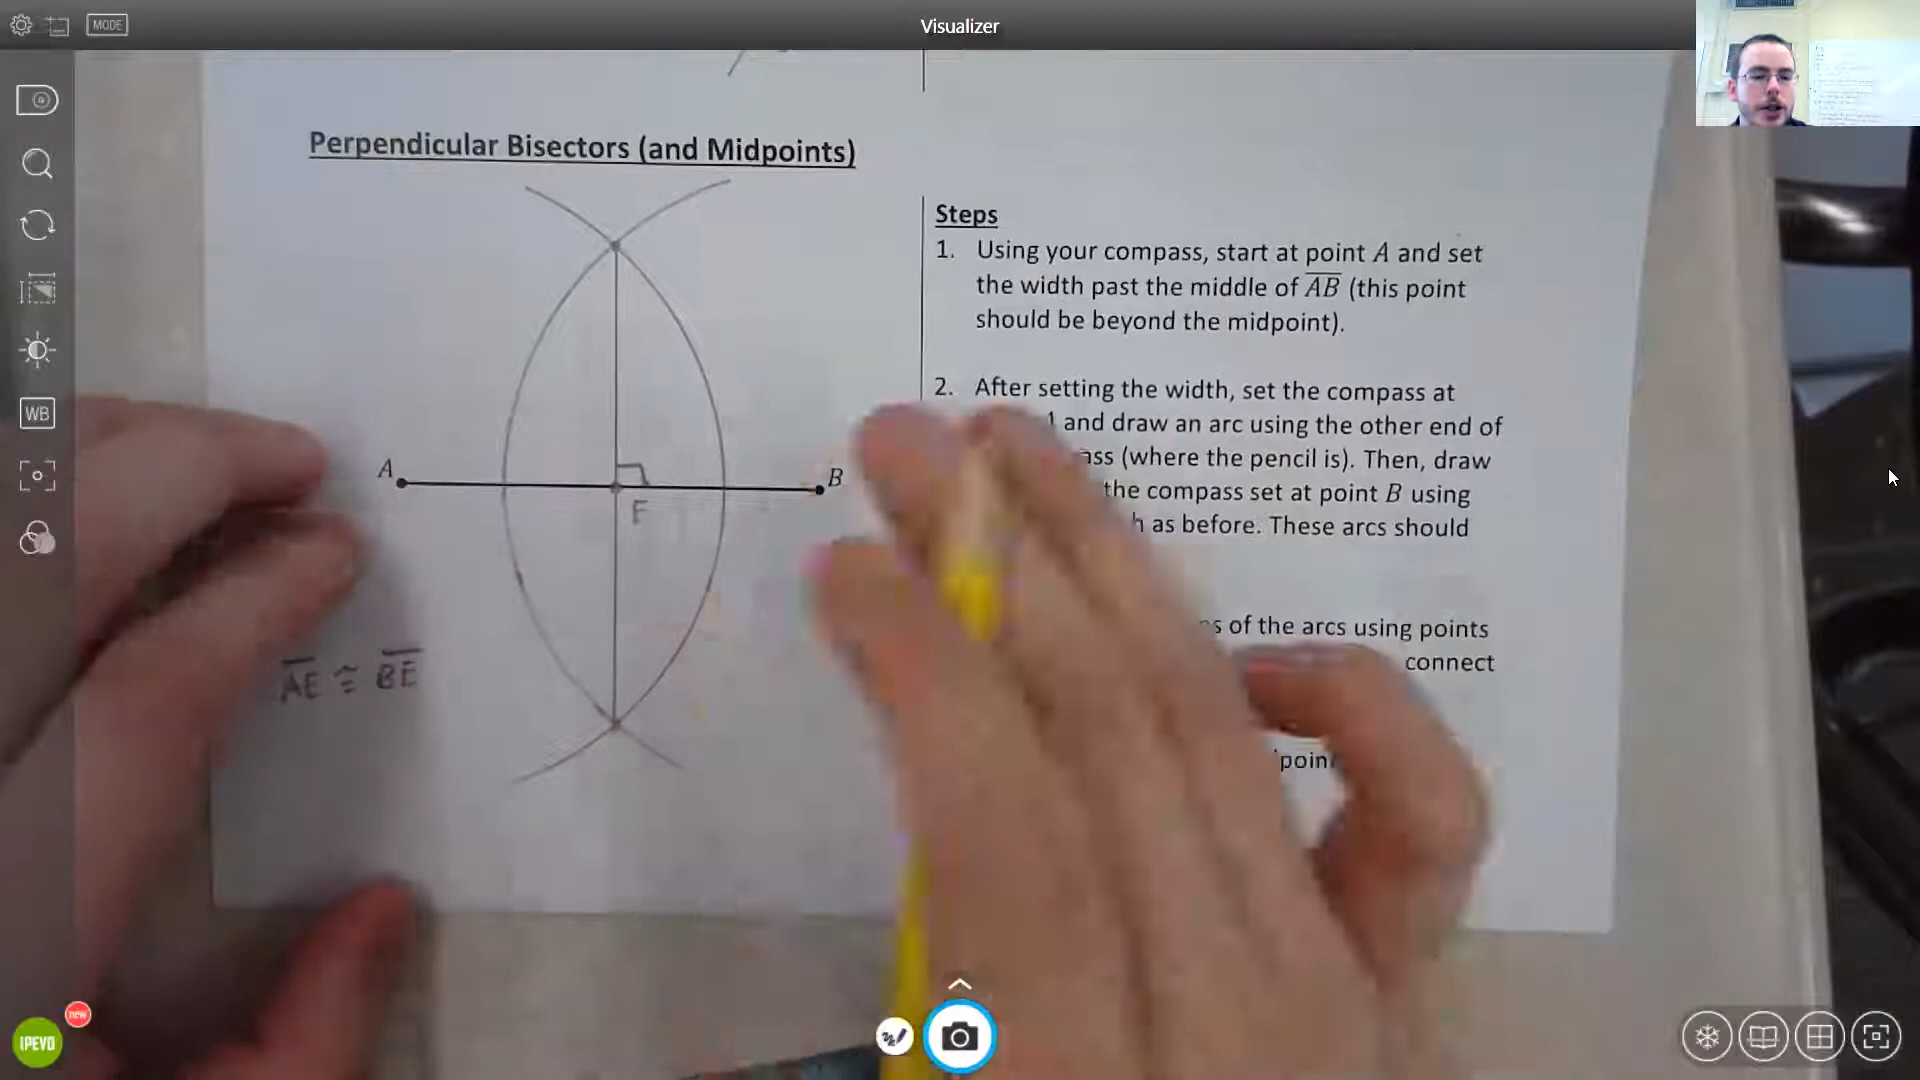 MODE
Visualizer
Perpendicular Bisectors (and Midpoints)
Steps
1. Using your compass, start at point A and set
the width past the middle of AB (this point
should be beyond the midpoint).
2. After setting the width, set the compass at
and draw an arc using the other end of
(where the pencil is). Then, draw
the compass set at point B using
as before. These arcs should
of the arcs using points
connect
A
B
E
AE ≅ BE
WB
new
IPEVO